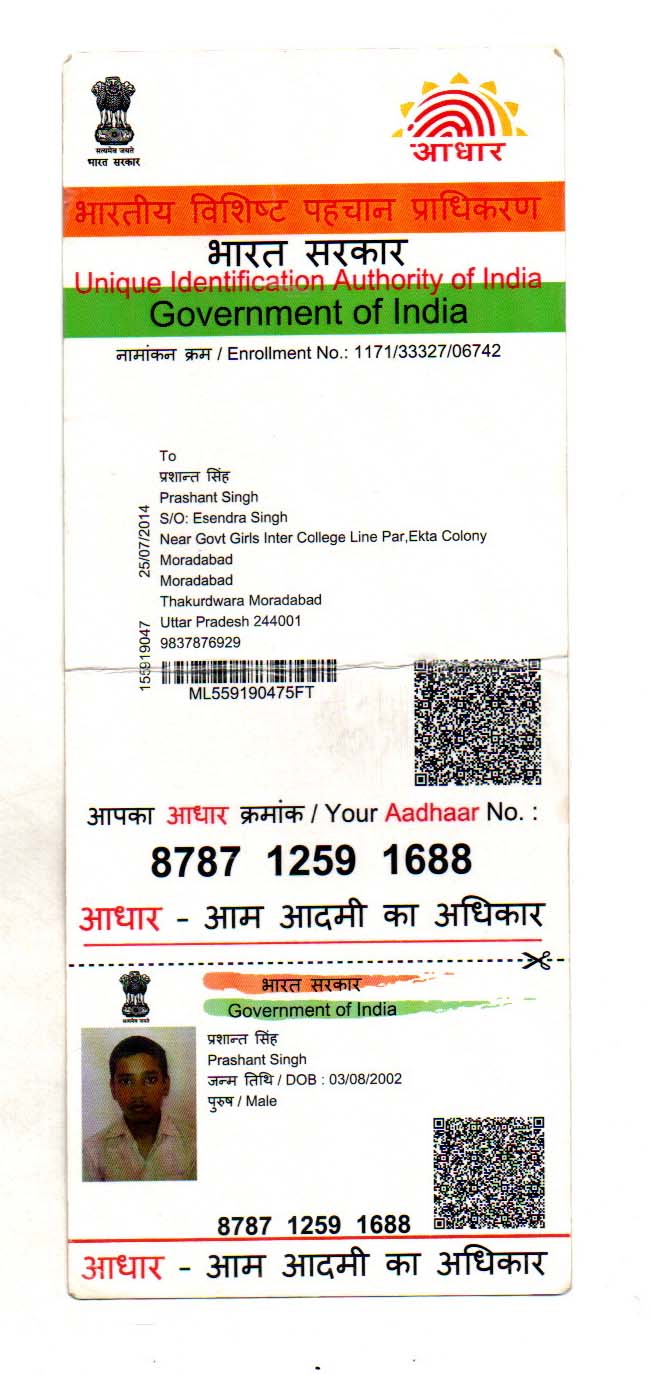 सत्यमेव जयते
भारत सरकार
आधार
भारतीय विशिष्ट पहचान प्राधिकरण
भारत सरकार
Unique Identification Authority of India
Government of India
नामांकन क्रम / Enrollment No.: 1171/33327/06742
To
प्रशान्त सिंह
Prashant Singh
S/O: Esendra Singh
Near Govt Girls Inter College Line Par,Ekta Colony
Moradabad
Moradabad
Thakurdwara Moradabad
Uttar Pradesh 244001
9837876929
25/07/2014
155919047
ML559190475FT
आपका आधार क्रमांक / Your Aadhaar No. :
8787 1259 1688
आधार - आम आदमी का अधिकार
सत्यमेव जयते
भारत सरकार
Government of India
प्रशान्त सिंह
Prashant Singh
जन्म तिथि / DOB : 03/08/2002
पुरुष / Male
8787 1259 1688
आधार - आम आदमी का अधिकार